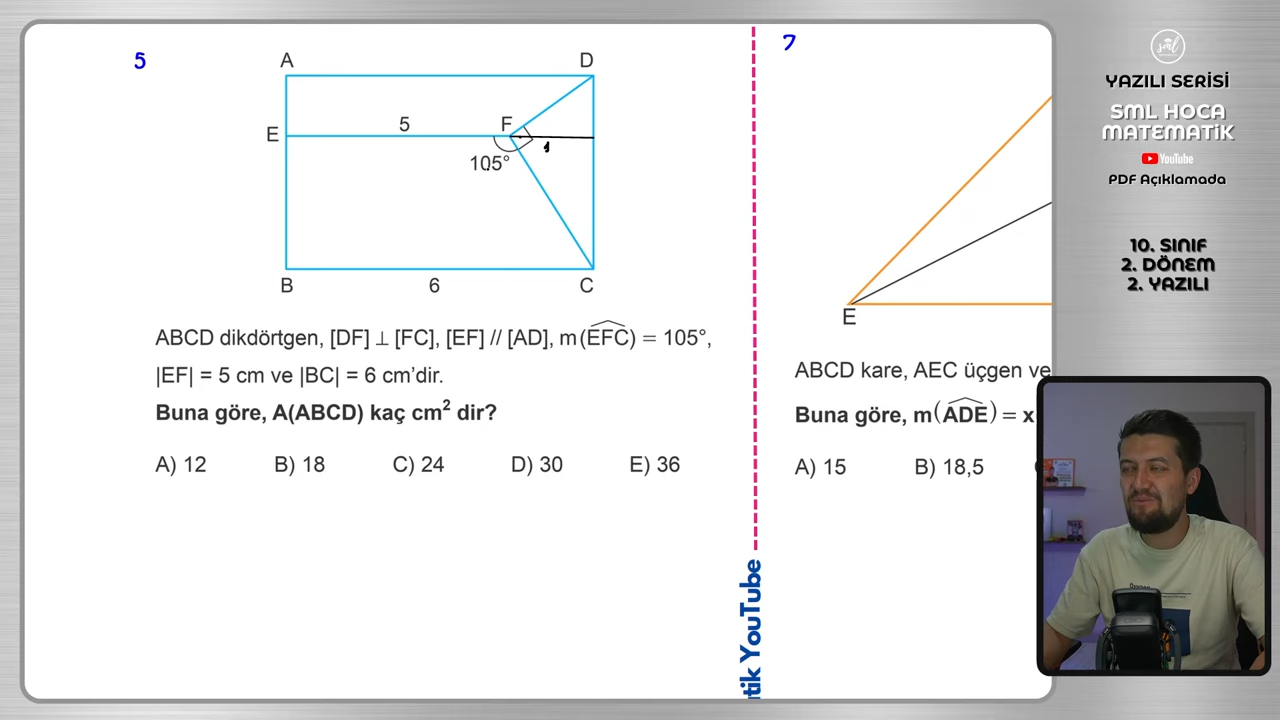 5
A D
E 5 F
1
105°
B 6 C
ABCD dikdörtgen, [DF] ⊥ [FC], [EF] // [AD], m(EFC) = 105°,
|EF| = 5 cm ve |BC| = 6 cm'dir.
Buna göre, A(ABCD) kaç cm² dir?
A) 12 B) 18 C) 24 D) 30 E) 36
tik YouTube
7
E
ABCD kare, AEC üçgen ve
Buna göre, m(ADE) = x
A) 15 B) 18,5
sml
YAZILI SERİSİ
SML HOCA
MATEMATİK
YouTube
PDF Açıklamada
10. SINIF
2. DÖNEM
2. YAZILI